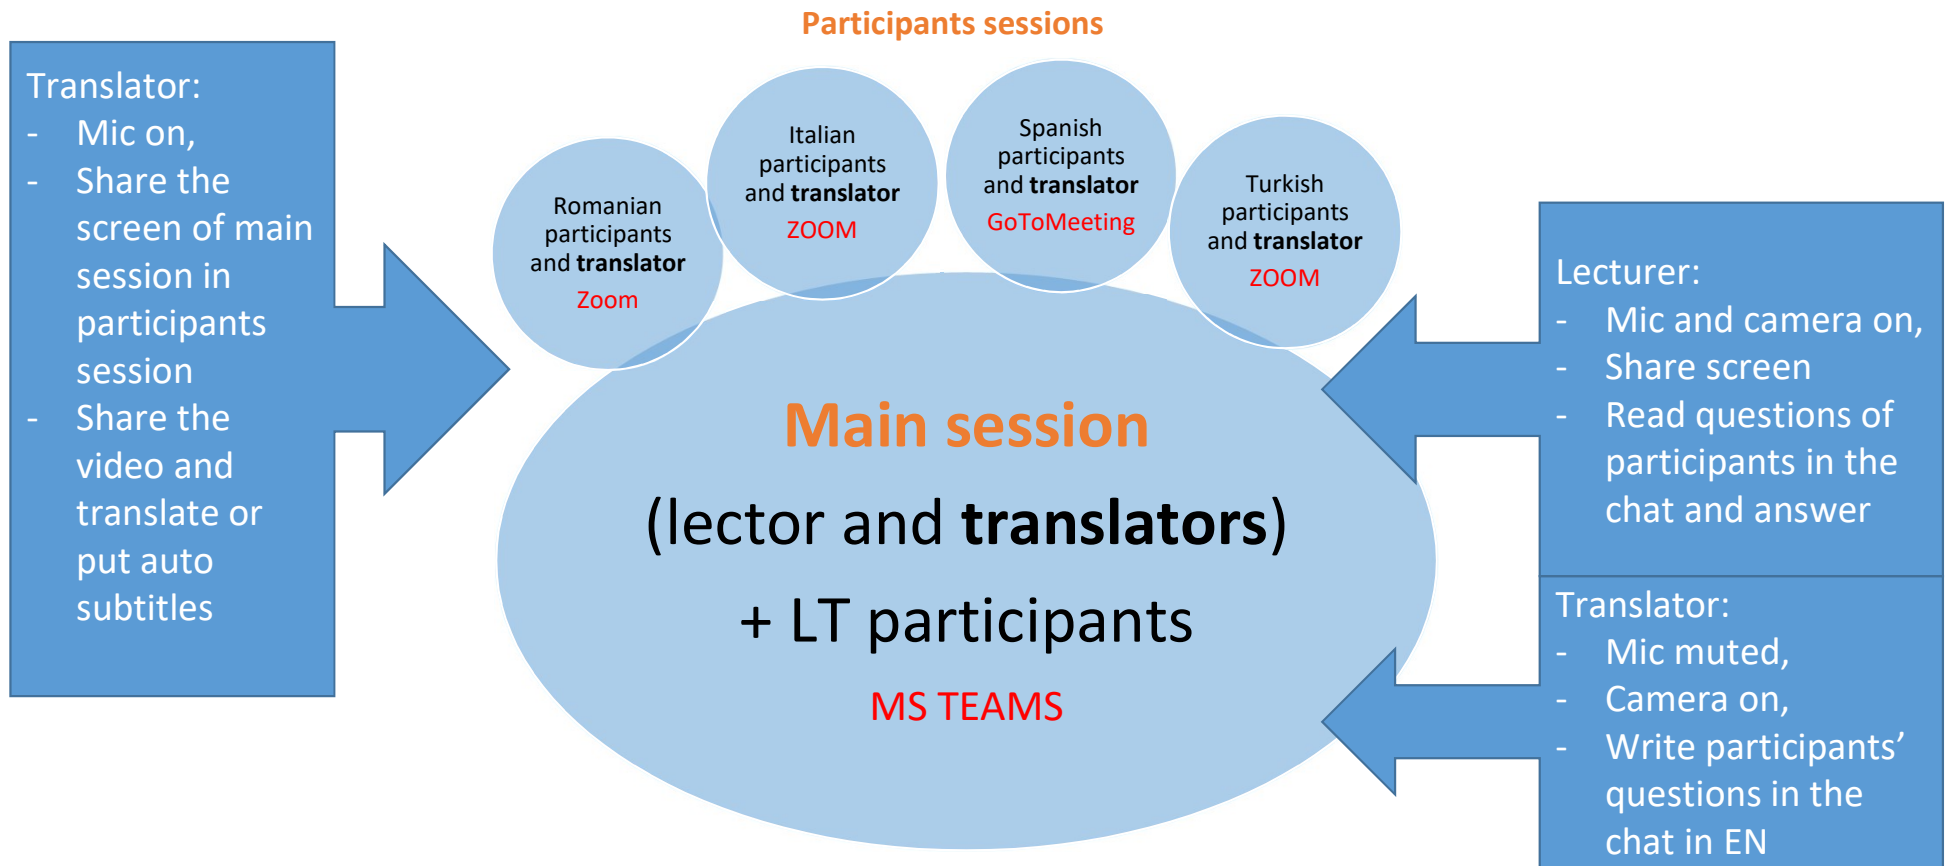 Participants sessions
Translator:
- Mic on,
- Share the
screen of main
session in
participants
session
- Share the
video and
translate or
put auto
subtitles
Romanian
participants
and translator
Zoom
Italian
participants
and translator
ZOOM
Spanish
participants
and translator
GoToMeeting
Turkish
participants
and translator
ZOOM
Main session
(lector and translators)
+ LT participants
MS TEAMS
Lecturer:
- Mic and camera on,
- Share screen
- Read questions of
participants in the
chat and answer
Translator:
- Mic muted,
- Camera on,
- Write participants’
questions in the
chat in EN